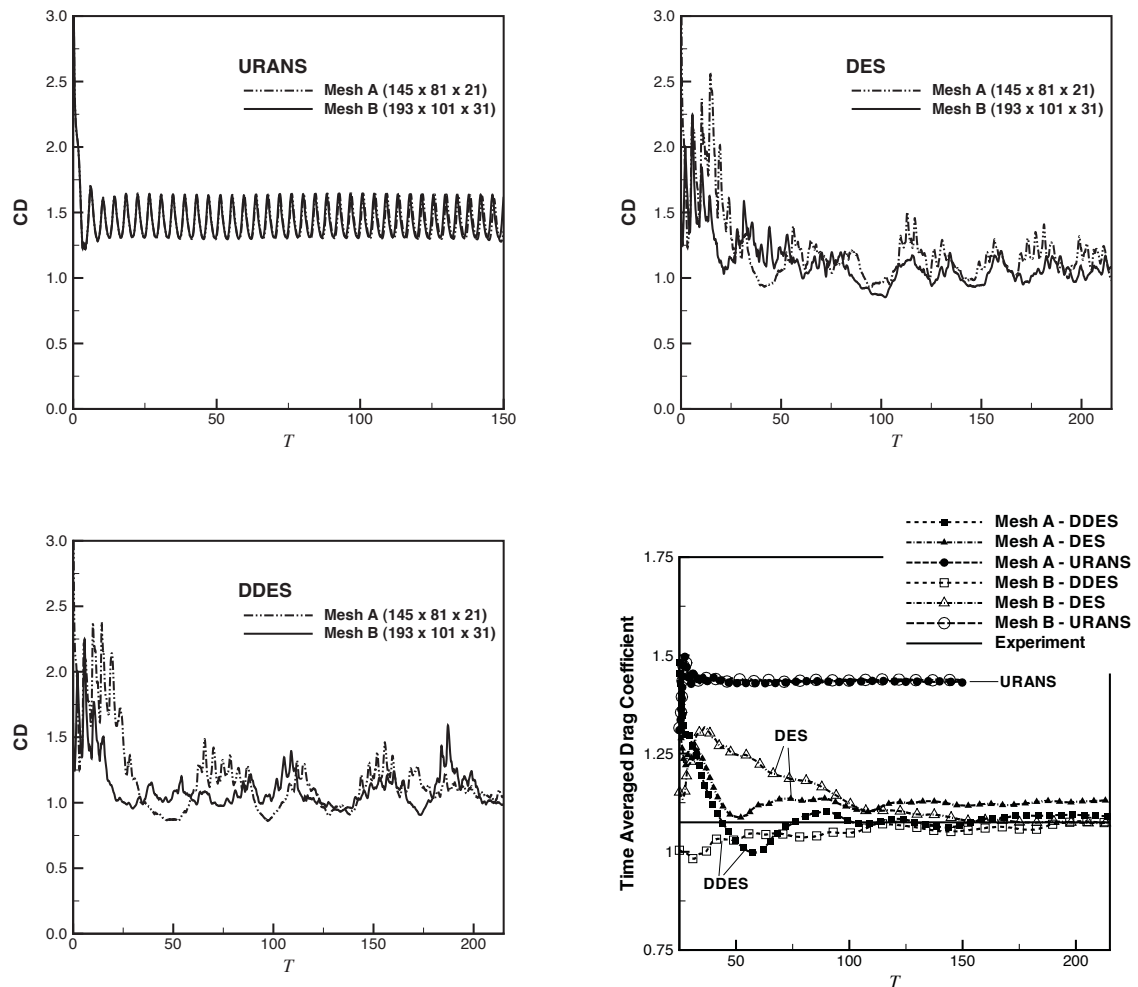 3.0
2.5
2.0
1.5
1.0
0.5
0.0
CD
URANS
Mesh A (145 x 81 x 21)
Mesh B (193 x 101 x 31)
0
50
100
150
T
3.0
2.5
2.0
1.5
1.0
0.5
0.0
CD
DES
Mesh A (145 x 81 x 21)
Mesh B (193 x 101 x 31)
0
50
100
150
200
T
3.0
2.5
2.0
1.5
1.0
0.5
0.0
CD
DDES
Mesh A (145 x 81 x 21)
Mesh B (193 x 101 x 31)
0
50
100
150
200
T
Mesh A - DDES
Mesh A - DES
Mesh A - URANS
Mesh B - DDES
Mesh B - DES
Mesh B - URANS
Experiment
1.75
1.5
1.25
1
0.75
Time Averaged Drag Coefficient
URANS
DES
DDES
50
100
150
200
T